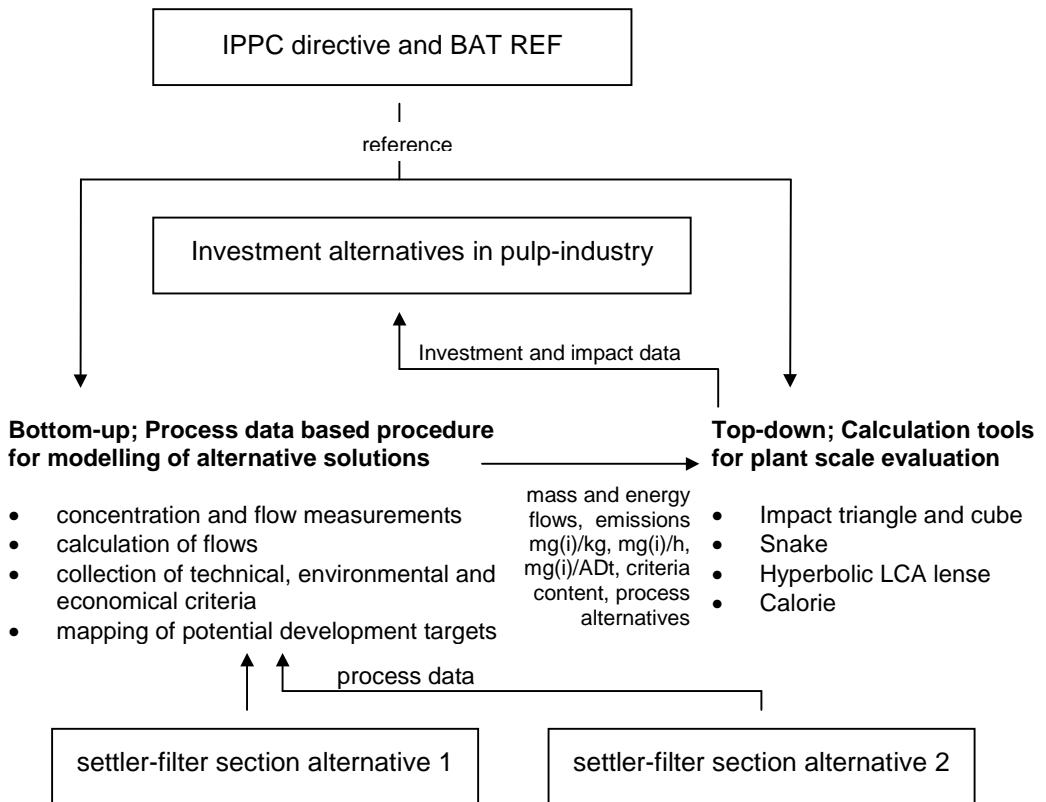 IPPC directive and BAT REF
reference
Investment alternatives in pulp-industry
Investment and impact data
Bottom-up; Process data based procedure
for modelling of alternative solutions
• concentration and flow measurements
• calculation of flows
• collection of technical, environmental and
economical criteria
• mapping of potential development targets
mass and energy
flows, emissions
mg(i)/kg, mg(i)/h,
mg(i)/ADt, criteria
content, process
alternatives
Top-down; Calculation tools
for plant scale evaluation
• Impact triangle and cube
• Snake
• Hyperbolic LCA lense
• Calorie
process data
settler-filter section alternative 1
settler-filter section alternative 2